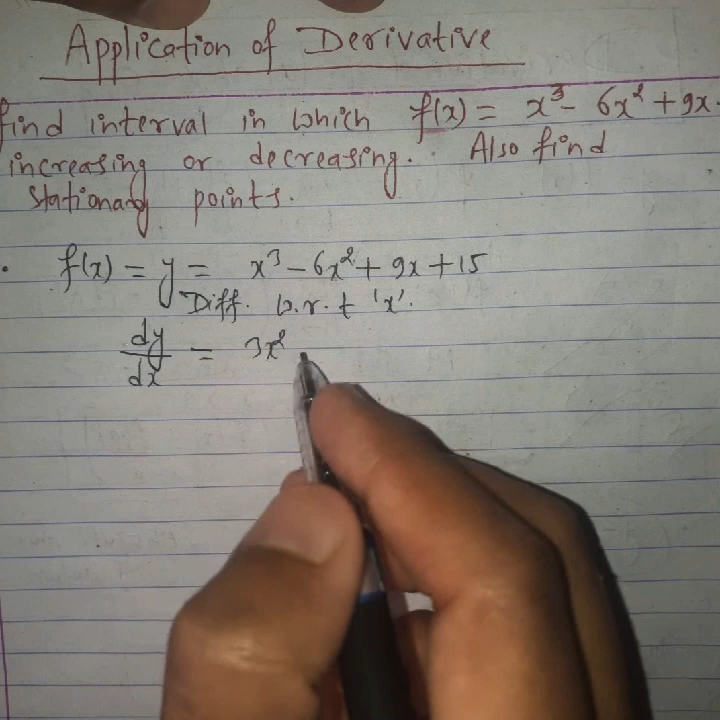 Application of Derivative
Find interval in which f(x) = x³ - 6x² + 9x
increasing or decreasing. Also find
Stationary points.
f(x) = y = x³ - 6x² + 9x + 15
Diff. w.r.t 'x'.
dy/dx = 3x²